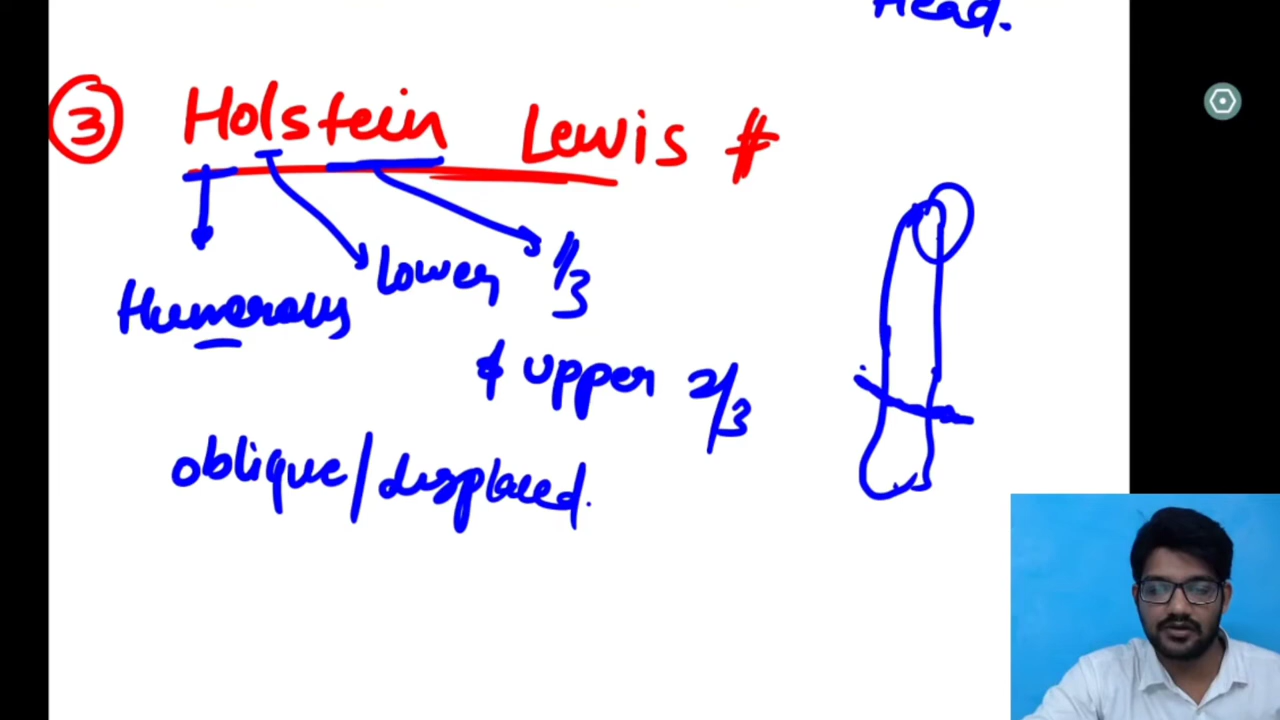 Head.
③ Holstein Lewis #
Humerous
lower 1/3
& upper 2/3
oblique/displaced.